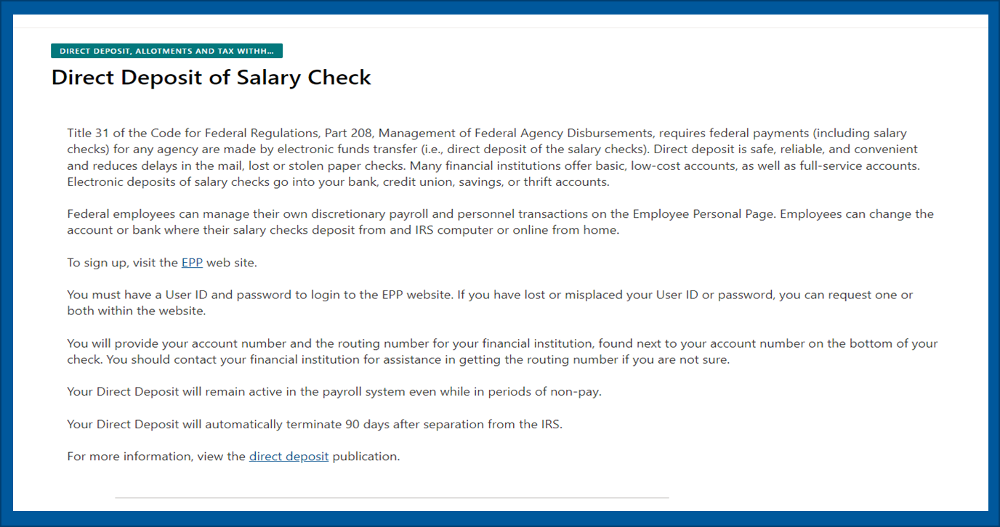 DIRECT DEPOSIT, ALLOTMENTS AND TAX WITHH...
Direct Deposit of Salary Check
Title 31 of the Code for Federal Regulations, Part 208, Management of Federal Agency Disbursements, requires federal payments (including salary
checks) for any agency are made by electronic funds transfer (i.e., direct deposit of the salary checks). Direct deposit is safe, reliable, and convenient
and reduces delays in the mail, lost or stolen paper checks. Many financial institutions offer basic, low-cost accounts, as well as full-service accounts.
Electronic deposits of salary checks go into your bank, credit union, savings, or thrift accounts.
Federal employees can manage their own discretionary payroll and personnel transactions on the Employee Personal Page. Employees can change the
account or bank where their salary checks deposit from and IRS computer or online from home.
To sign up, visit the EPP web site.
You must have a User ID and password to login to the EPP website. If you have lost or misplaced your User ID or password, you can request one or
both within the website.
You will provide your account number and the routing number for your financial institution, found next to your account number on the bottom of your
check. You should contact your financial institution for assistance in getting the routing number if you are not sure.
Your Direct Deposit will remain active in the payroll system even while in periods of non-pay.
Your Direct Deposit will automatically terminate 90 days after separation from the IRS.
For more information, view the direct deposit publication.